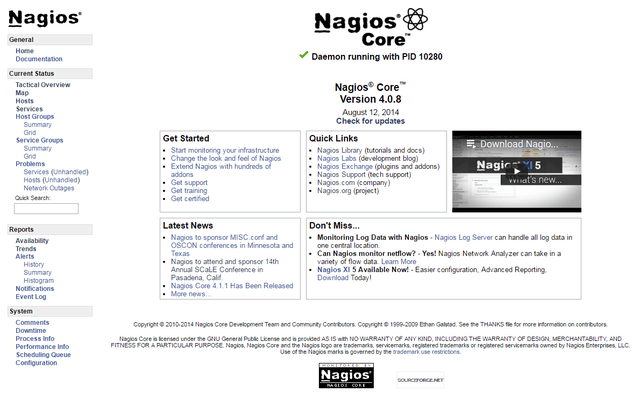 Nagios®
General
Home
Documentation
Current Status
Tactical Overview
Map
Hosts
Services
Host Groups
Summary
Grid
Service Groups
Summary
Grid
Problems
Services (Unhandled)
Hosts (Unhandled)
Network Outages
Quick Search:
Reports
Availability
Trends
Alerts
History
Summary
Histogram
Notifications
Event Log
System
Comments
Downtime
Process Info
Performance Info
Scheduling Queue
Configuration
Nagios®
Core™
Daemon running with PID 10280
Nagios® Core™
Version 4.0.8
August 12, 2014
Check for updates
Get Started
Start monitoring your infrastructure
Change the look and feel of Nagios
Extend Nagios with hundreds of
addons
Get support
Get training
Get certified
Quick Links
Nagios Library (tutorials and docs)
Nagios Labs (development blog)
Nagios Exchange (plugins and addons)
Nagios Support (tech support)
Nagios.com (company)
Nagios.org (project)
Download Nagio...
Nagios XI 5
What's new...
Latest News
Nagios to sponsor MISC.conf and
OSCON conferences in Minnesota and
Texas
Nagios to attend and sponsor 14th
Annual SCaLE Conference in
Pasadena, Calif.
Nagios Core 4.1.1 Has Been Released
More news...
Don't Miss...
Monitoring Log Data with Nagios - Nagios Log Server can handle all log data in
one central location.
Can Nagios monitor netflow? - Yes! Nagios Network Analyzer can take in a
variety of flow data. Learn More
Nagios XI 5 Available Now! - Easier configuration, Advanced Reporting,
Download Today!
Copyright © 2010-2014 Nagios Core Development Team and Community Contributors. Copyright © 1999-2009 Ethan Galstad. See the THANKS file for more information on contributors.
Nagios Core is licensed under the GNU General Public License and is provided AS IS with NO WARRANTY OF ANY KIND, INCLUDING THE WARRANTY OF DESIGN, MERCHANTABILITY, AND
FITNESS FOR A PARTICULAR PURPOSE. Nagios, Nagios Core and the Nagios logo are trademarks, servicemarks, registered trademarks or registered servicemarks owned by Nagios Enterprises, LLC.
Use of the Nagios marks is governed by the trademark use restrictions.
MONITORED BY
Nagios®
NAGIOS CORE
SOURCEFORGE.NET